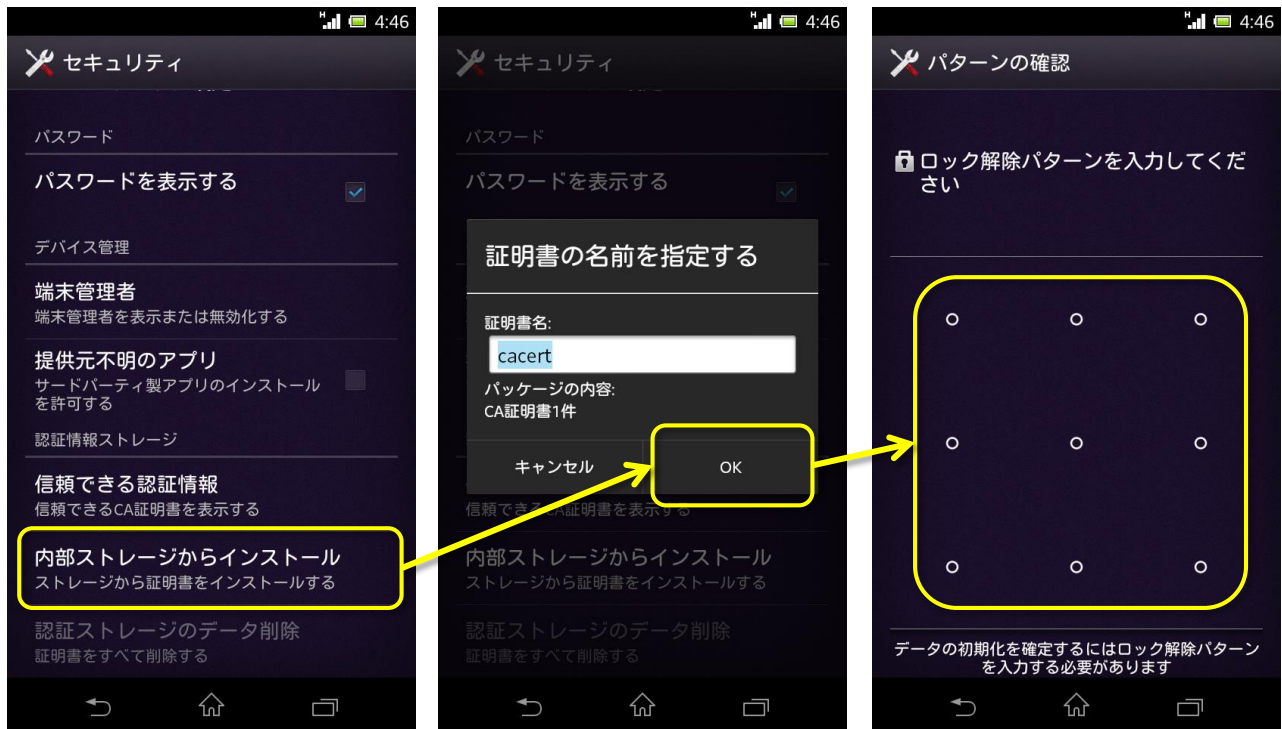 H 4:46
セキュリティ
パスワード
パスワードを表示する
デバイス管理
端末管理者
端末管理者を表示または無効化する
提供元不明のアプリ
サードパーティ製アプリのインストール
を許可する
認証情報ストレージ
信頼できる認証情報
信頼できるCA証明書を表示する
内部ストレージからインストール
ストレージから証明書をインストールする
認証ストレージのデータ削除
証明書をすべて削除する
H 4:46
セキュリティ
パスワード
パスワードを表示する
証明書の名前を指定する
証明書名:
cacert
パッケージの内容:
CA証明書1件
キャンセル
OK
信頼できるCA証明書を表示する
内部ストレージからインストール
ストレージから証明書をインストールする
認証ストレージのデータ削除
証明書をすべて削除する
H 4:46
パターンの確認
ロック解除パターンを入力してくだ
さい
データの初期化を確定するにはロック解除パターン
を入力する必要があります